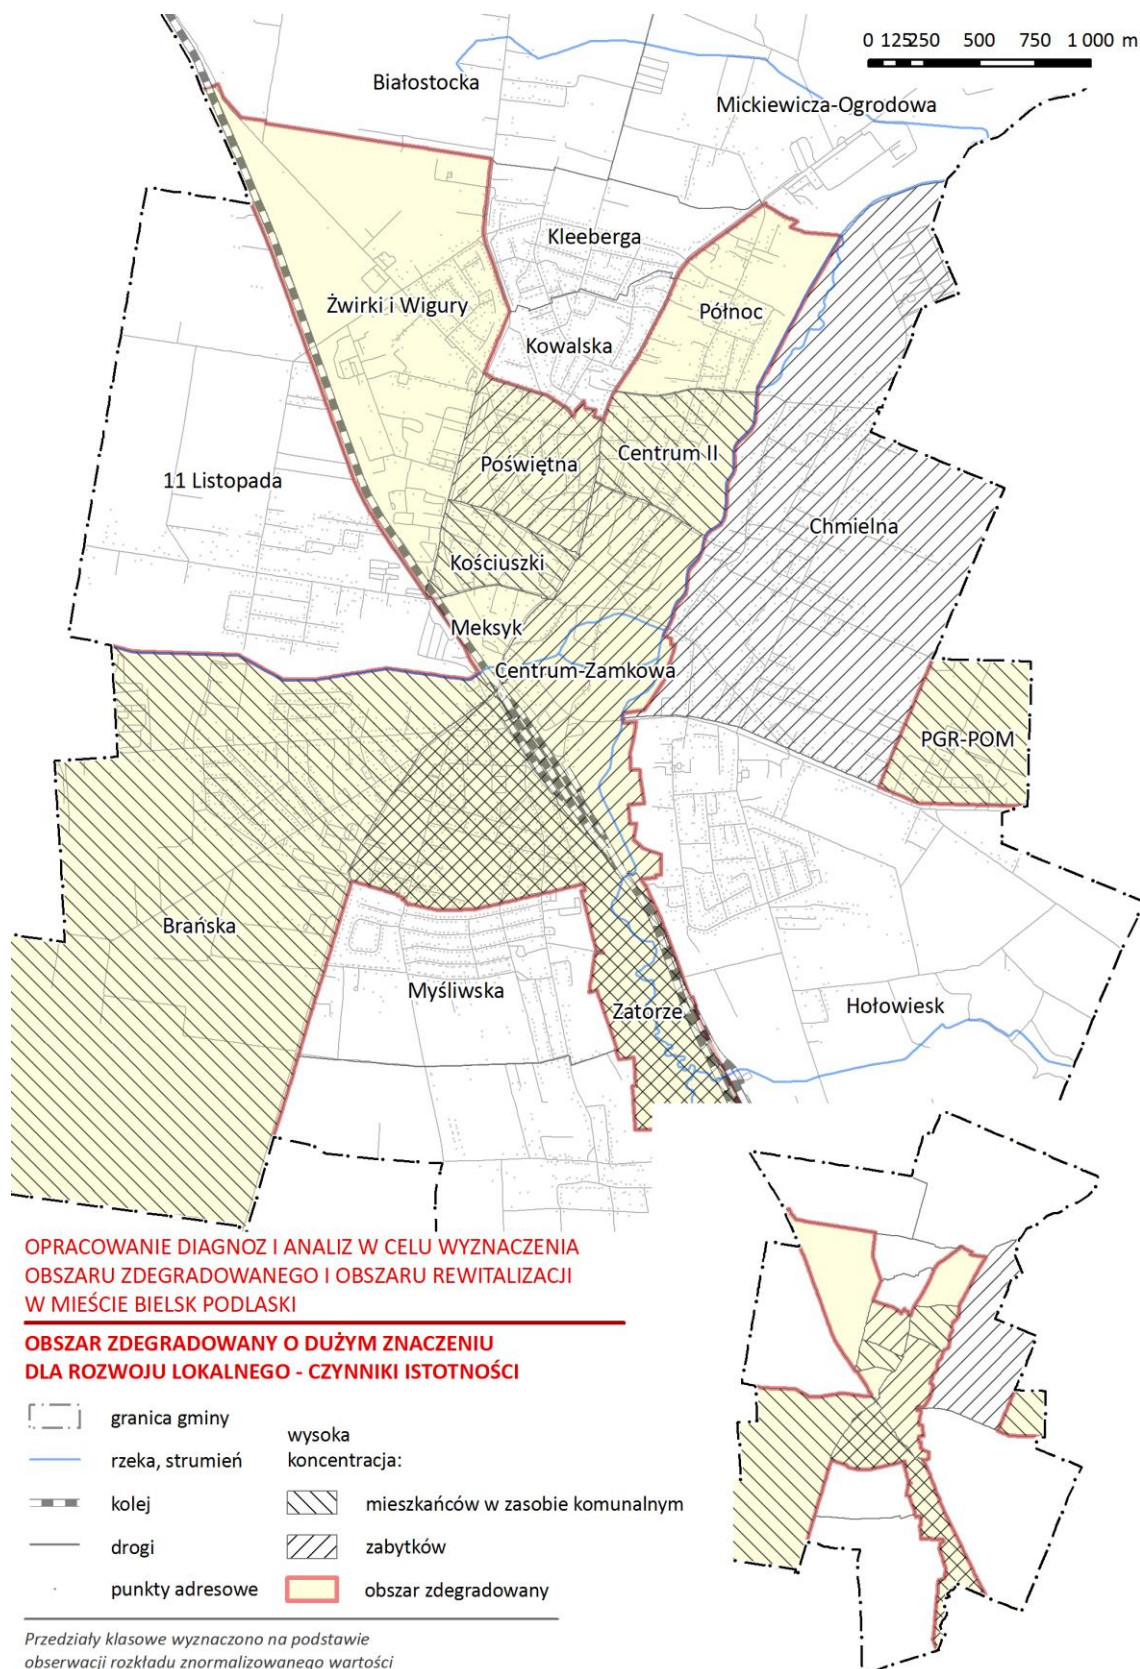 0 125250 500 750 1 000 m
Białostocka
Mickiewicza-Ogrodowa
Kleeberga
Żwirki i Wigury
Północ
Kowalska
Centrum II
Poświętna
11 Listopada
Chmielna
Kościuszki
Meksyk
Centrum-Zamkowa
PGR-POM
Brańska
Myśliwska
Zatorze
Hołowiesk
OPRACOWANIE DIAGNOZ I ANALIZ W CELU WYZNACZENIA
OBSZARU ZDEGRADOWANEGO I OBSZARU REWITALIZACJI
W MIEŚCIE BIELSK PODLASKI
OBSZAR ZDEGRADOWANY O DUŻYM ZNACZENIU
DLA ROZWOJU LOKALNEGO - CZYNNIKI ISTOTNOŚCI
granica gminy
rzeka, strumień
kolej
drogi
punkty adresowe
wysoka
koncentracja:
mieszkańców w zasobie komunalnym
zabytków
obszar zdegradowany
Przedziały klasowe wyznaczono na podstawie
obserwacji rozkładu znormalizowanego wartości